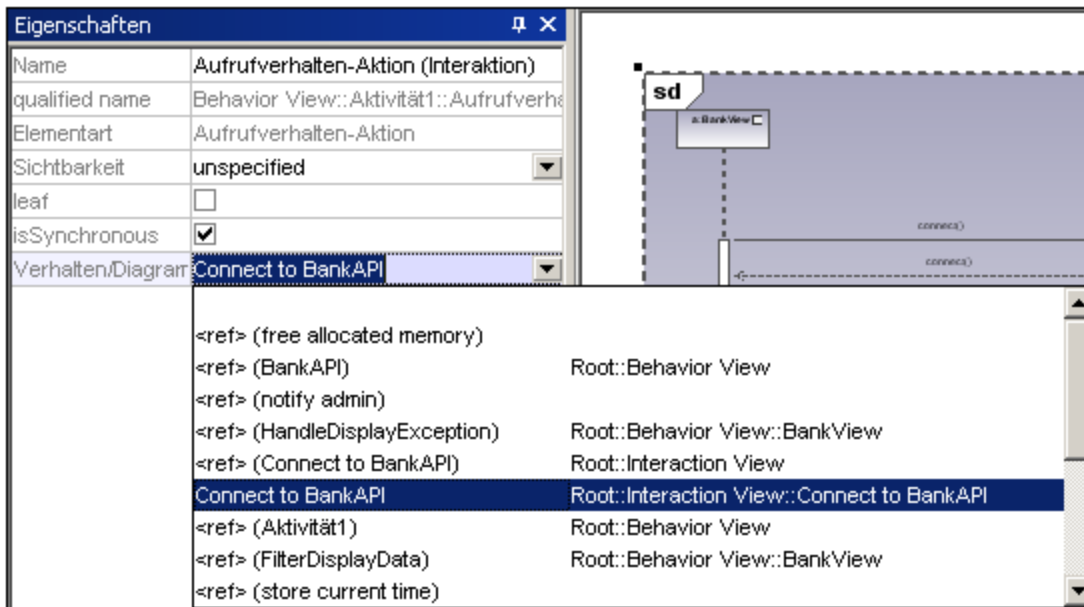 Eigenschaften
Name Aufrufverhalten-Aktion (Interaktion)
qualified name Behavior View::Aktivität1::Aufrufverha
Elementart Aufrufverhalten-Aktion
Sichtbarkeit unspecified
leaf
isSynchronous
Verhalten/Diagram Connect to BankAPI
<ref> (free allocated memory)
<ref> (BankAPI) Root::Behavior View
<ref> (notify admin)
<ref> (HandleDisplayException) Root::Behavior View::BankView
<ref> (Connect to BankAPI) Root::Interaction View
Connect to BankAPI Root::Interaction View::Connect to BankAPI
<ref> (Aktivität1) Root::Behavior View
<ref> (FilterDisplayData) Root::Behavior View::BankView
<ref> (store current time)
sd
a:BankView
connect()
connect()